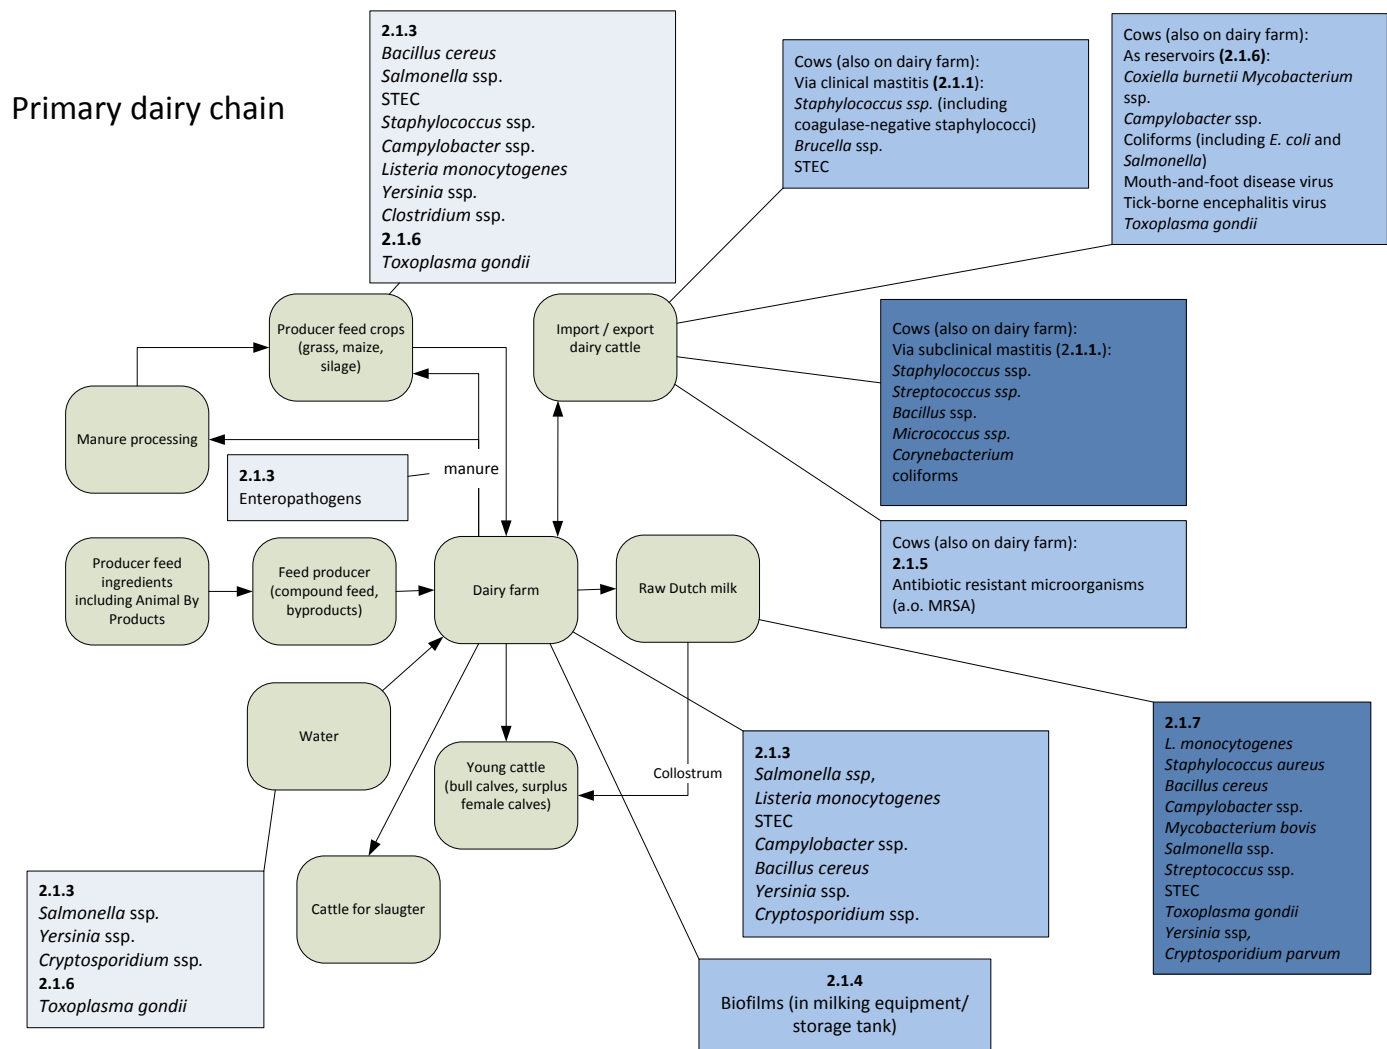 Primary dairy chain
2.1.3
Bacillus cereus
Salmonella ssp.
STEC
Staphylococcus ssp.
Campylobacter ssp.
Listeria monocytogenes
Yersinia ssp.
Clostridium ssp.
2.1.6
Toxoplasma gondii
Cows (also on dairy farm):
Via clinical mastitis (2.1.1):
Staphylococcus ssp. (including
coagulase-negative staphylococci)
Brucella ssp.
STEC
Cows (also on dairy farm):
As reservoirs (2.1.6):
Coxiella burnetii Mycobacterium
ssp.
Campylobacter ssp.
Coliforms (including E. coli and
Salmonella)
Mouth-and-foot disease virus
Tick-borne encephalitis virus
Toxoplasma gondii
Producer feed crops
(grass, maize,
silage)
Import / export
dairy cattle
Cows (also on dairy farm):
Via subclinical mastitis (2.1.1.):
Staphylococcus ssp.
Streptococcus ssp.
Bacillus ssp.
Micrococcus ssp.
Corynebacterium
coliforms
Manure processing
manure
2.1.3
Enteropathogens
Producer feed
ingredients
including Animal By
Products
Feed producer
(compound feed,
byproducts)
Dairy farm
Raw Dutch milk
Cows (also on dairy farm):
2.1.5
Antibiotic resistant microorganisms
(a.o. MRSA)
Water
Young cattle
(bull calves, surplus
female calves)
Collostrum
2.1.3
Salmonella ssp,
Listeria monocytogenes
STEC
Campylobacter ssp.
Bacillus cereus
Yersinia ssp.
Cryptosporidium ssp.
2.1.7
L. monocytogenes
Staphylococcus aureus
Bacillus cereus
Campylobacter ssp.
Mycobacterium bovis
Salmonella ssp.
Streptococcus ssp.
STEC
Toxoplasma gondii
Yersinia ssp,
Cryptosporidium parvum
2.1.3
Salmonella ssp.
Yersinia ssp.
Cryptosporidium ssp.
2.1.6
Toxoplasma gondii
Cattle for slaugter
2.1.4
Biofilms (in milking equipment/
storage tank)